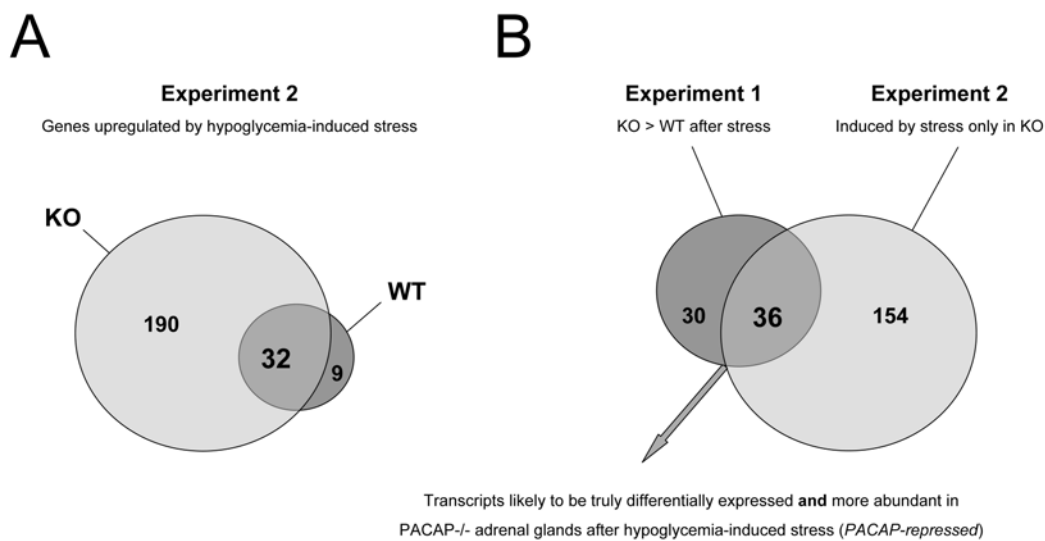 A
Experiment 2
Genes upregulated by hypoglycemia-induced stress
KO
WT
190
32
9
B
Experiment 1
KO > WT after stress
Experiment 2
Induced by stress only in KO
30
36
154
Transcripts likely to be truly differentially expressed and more abundant in
PACAP-/- adrenal glands after hypoglycemia-induced stress (PACAP-repressed)